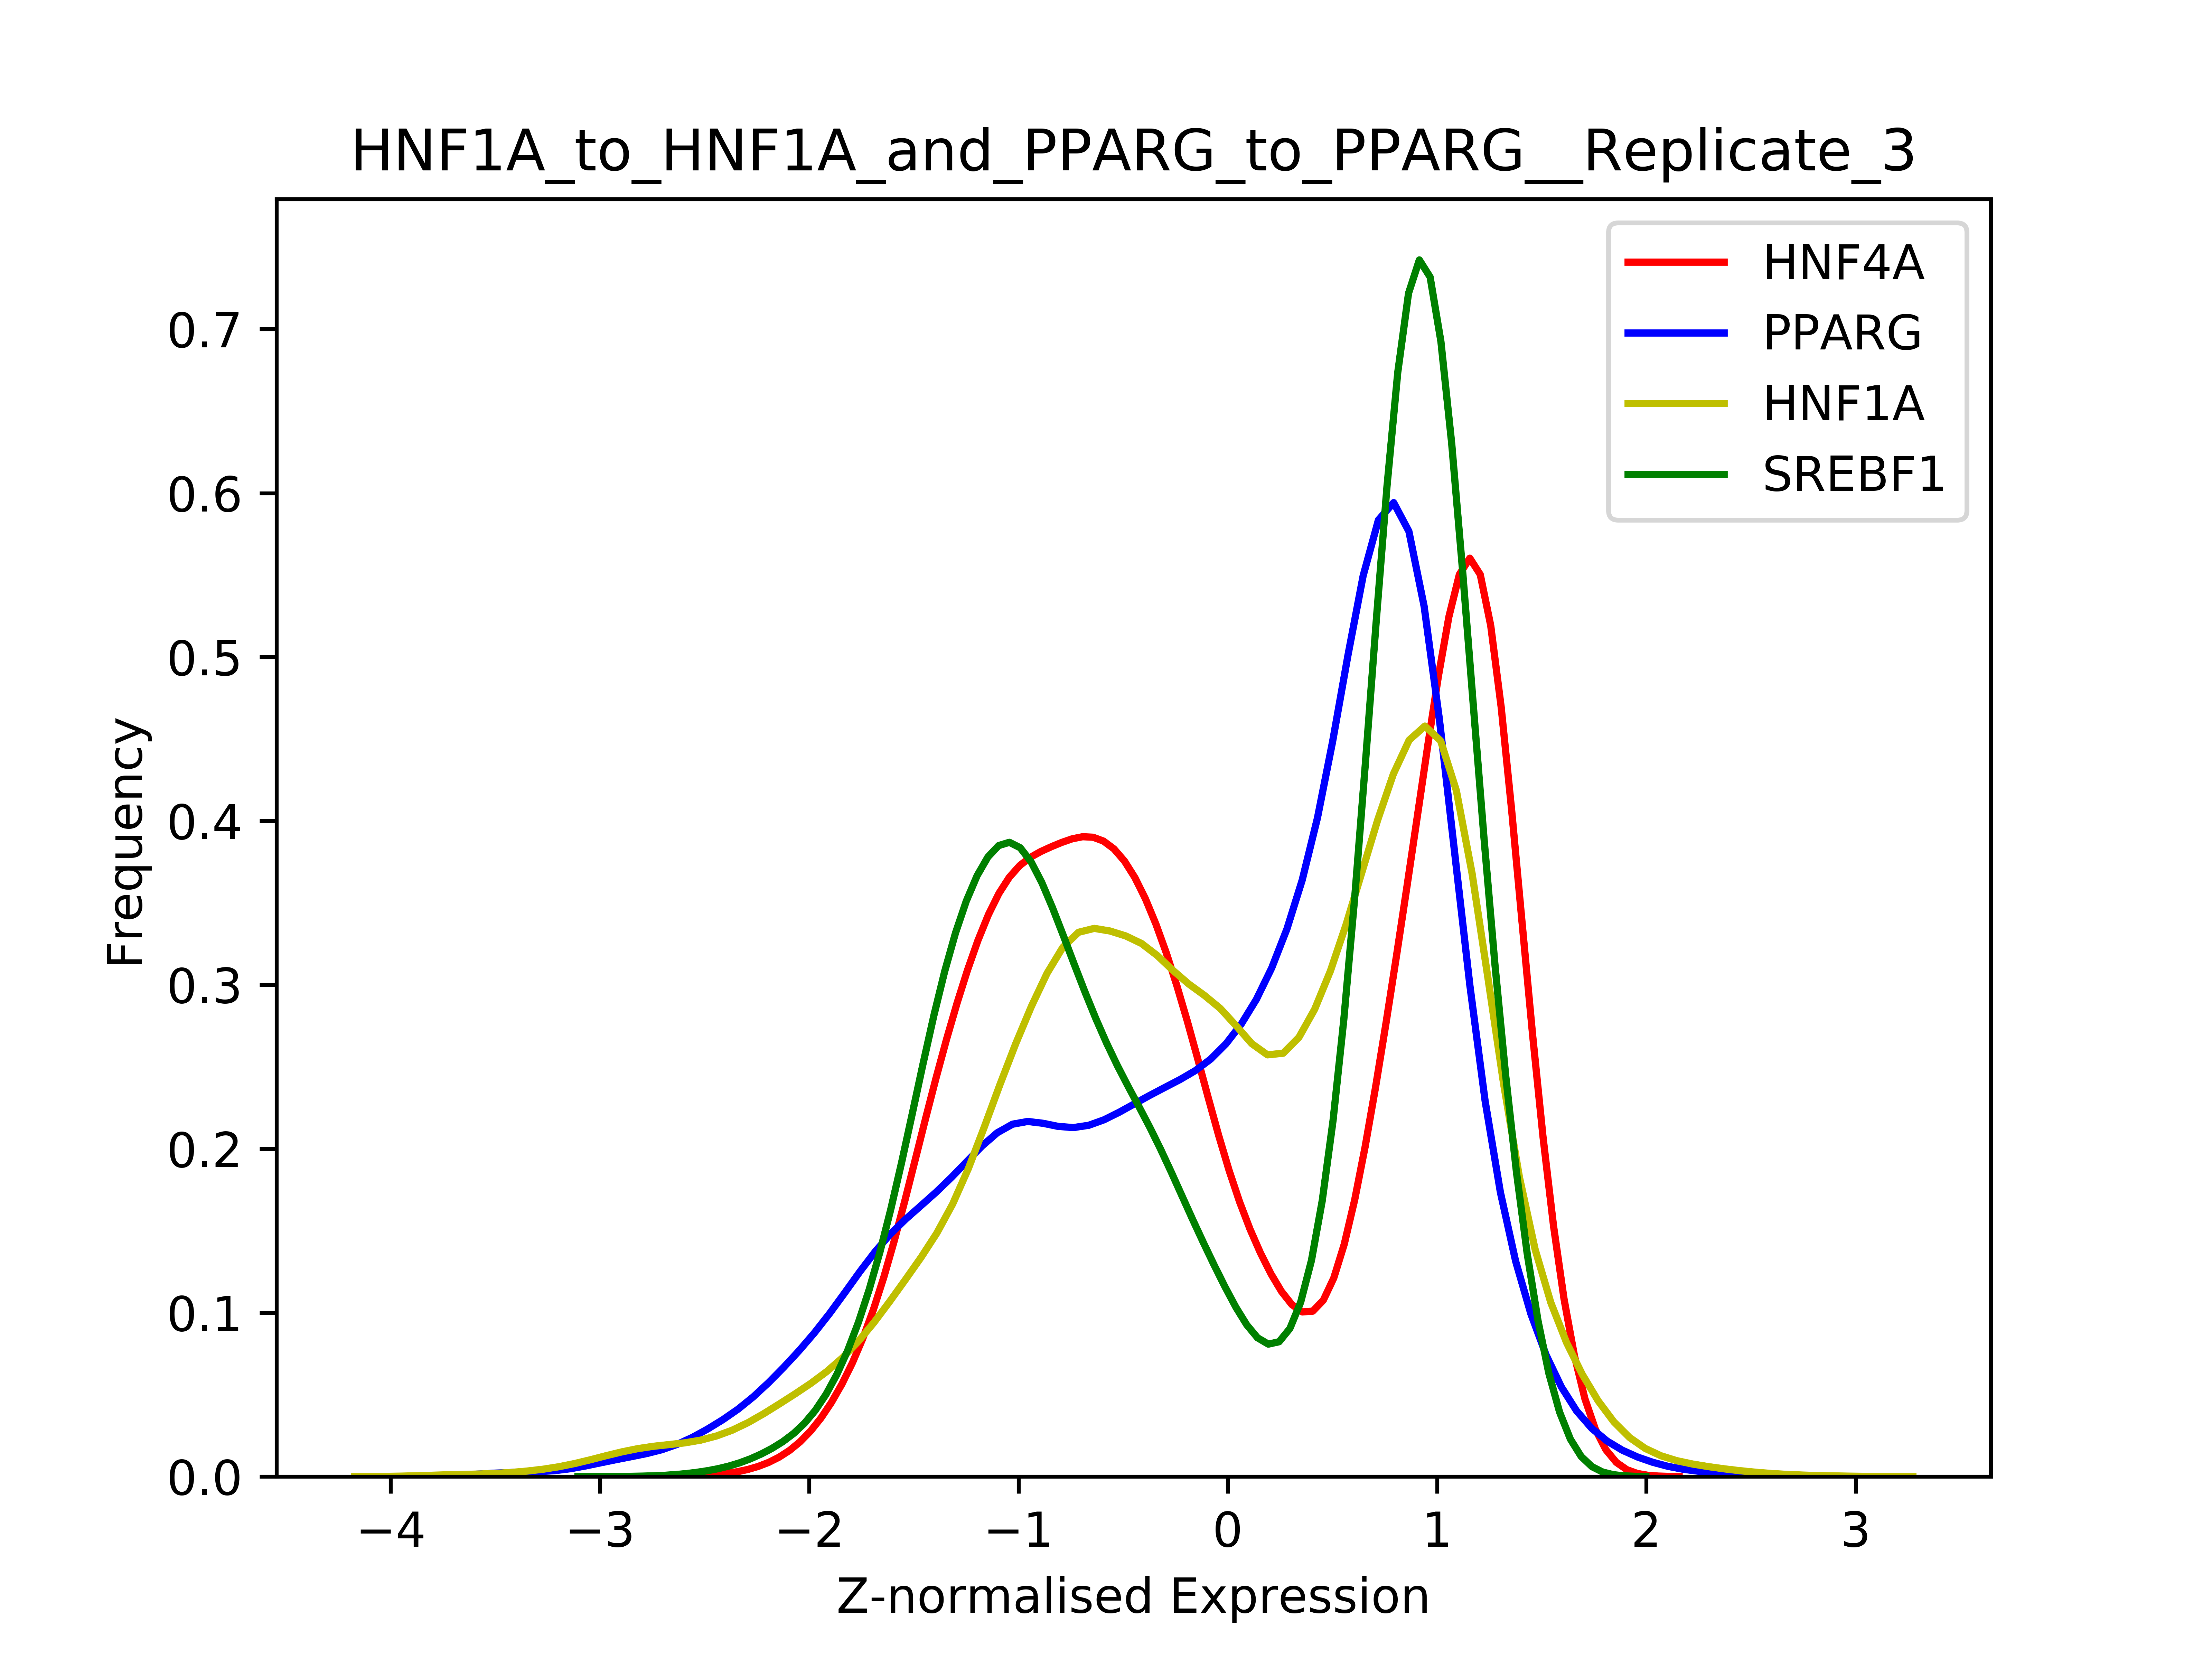 HNF1A_to_HNF1A_and_PPARG_to_PPARG__Replicate_3
HNF4A
PPARG
HNF1A
SREBF1
Frequency
0.7
0.6
0.5
0.4
0.3
0.2
0.1
0.0
−4 −3 −2 −1 0 1 2 3
Z-normalised Expression